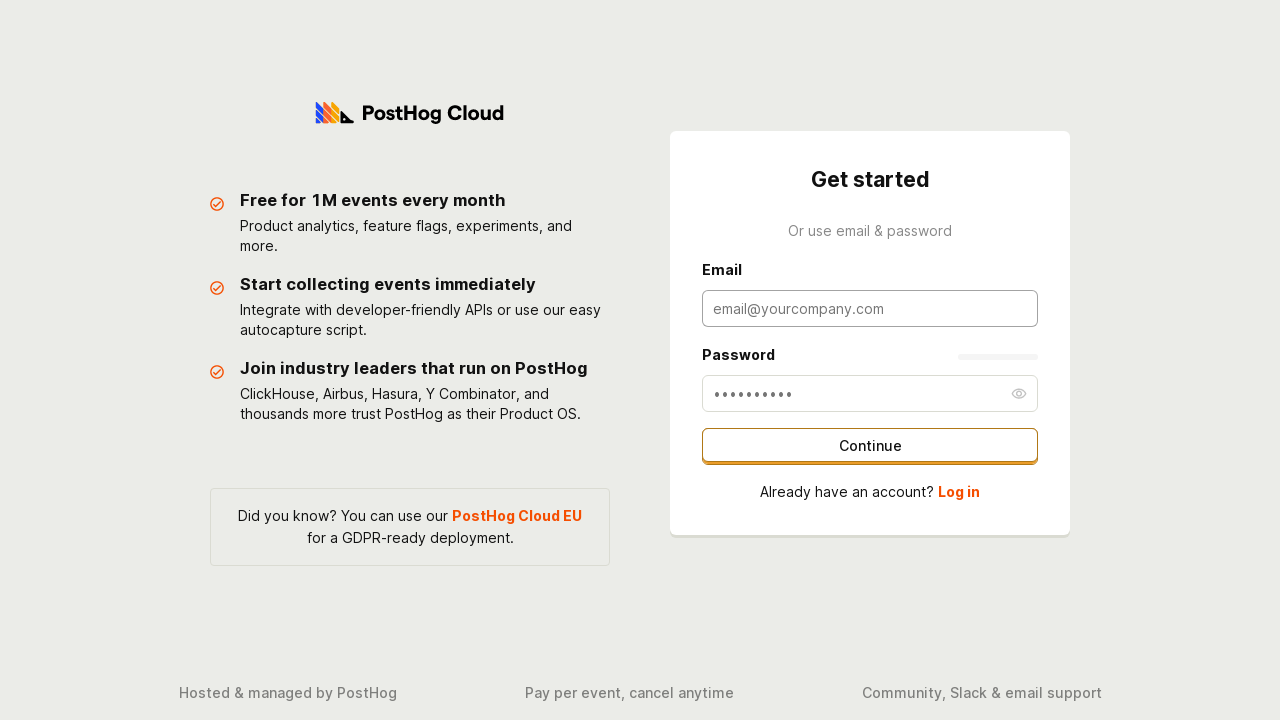 PostHog Cloud
Free for 1M events every month
Product analytics, feature flags, experiments, and
more.
Start collecting events immediately
Integrate with developer-friendly APIs or use our easy
autocapture script.
Join industry leaders that run on PostHog
ClickHouse, Airbus, Hasura, Y Combinator, and
thousands more trust PostHog as their Product OS.
Did you know? You can use our PostHog Cloud EU
for a GDPR-ready deployment.
Get started
Or use email & password
Email
email@yourcompany.com
Password
••••••••••
Continue
Already have an account? Log in
Hosted & managed by PostHog
Pay per event, cancel anytime
Community, Slack & email support